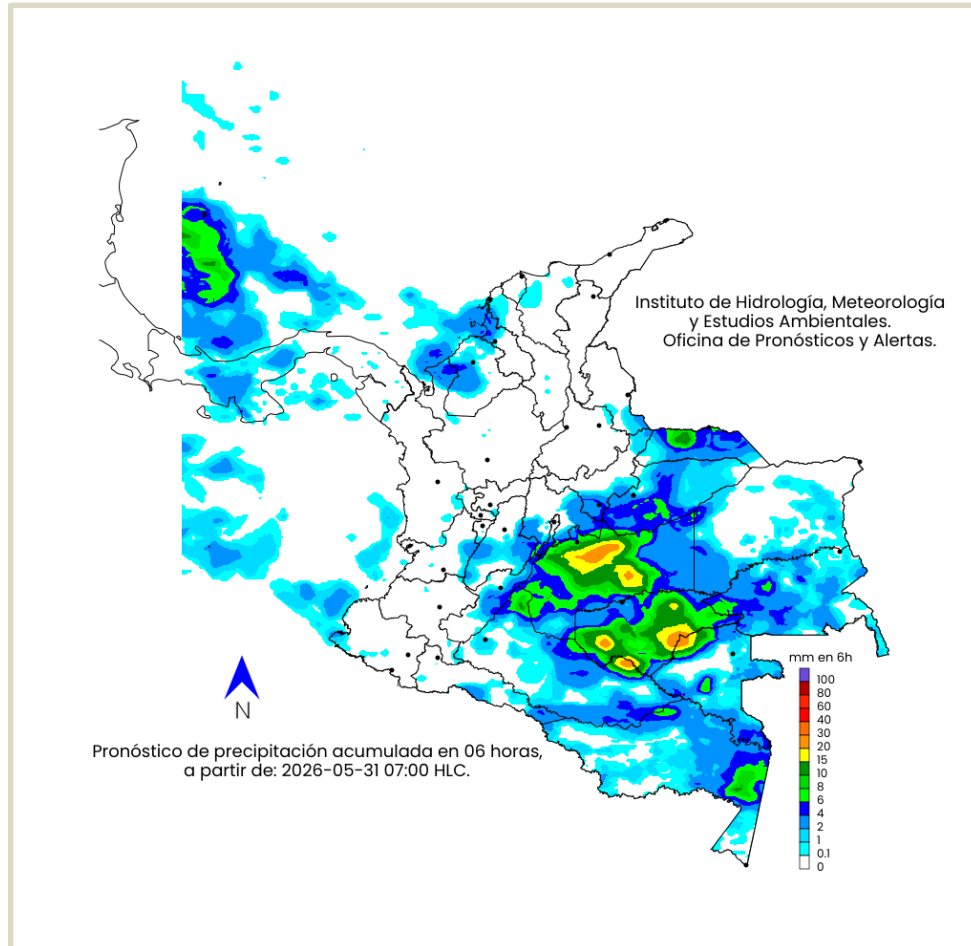 Instituto de Hidrología, Meteorología
y Estudios Ambientales.
Oficina de Pronósticos y Alertas.
mm en 6h
100
80
60
40
30
20
15
10
8
6
4
2
1
0.1
0
N
Pronóstico de precipitación acumulada en 06 horas,
a partir de: 2026-05-31 07:00 HLC.